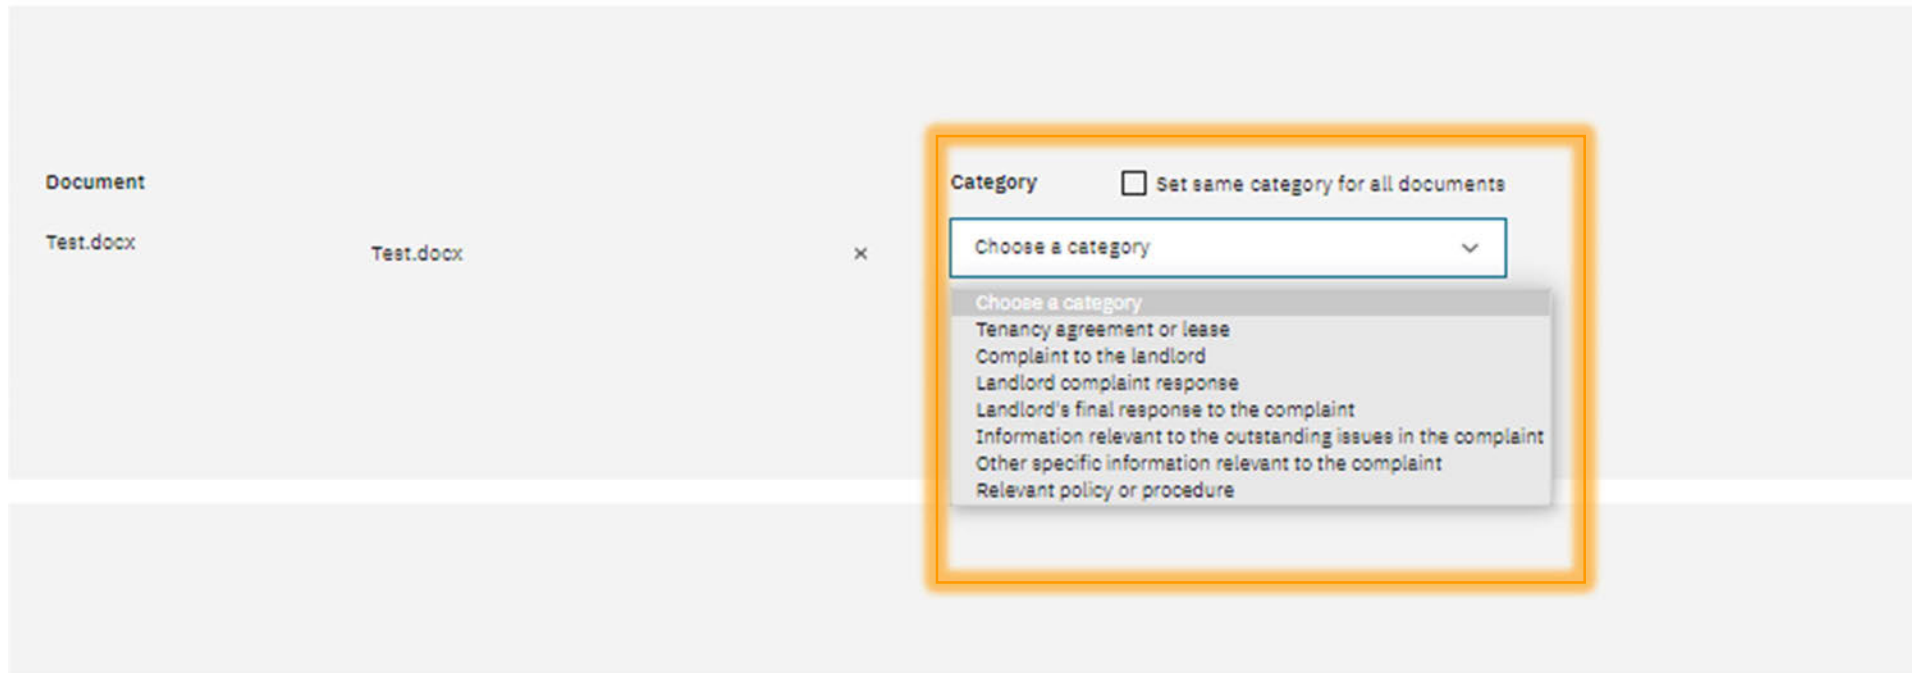 Document
Category
Set same category for all documents
Test.docx
Test.docx
×
Choose a category
Choose a category
Tenancy agreement or lease
Complaint to the landlord
Landlord complaint response
Landlord's final response to the complaint
Information relevant to the outstanding issues in the complaint
Other specific information relevant to the complaint
Relevant policy or procedure